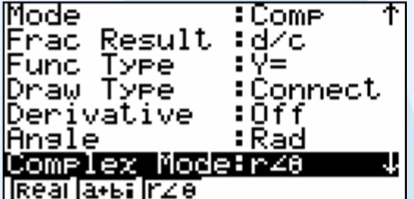 Mode :Comp ↑
Frac Result :d/c
Func Type :Y=
Draw Type :Connect
Derivative :Off
Angle :Rad
Complex Mode:r∠θ ↓
Real a+bi r∠θ